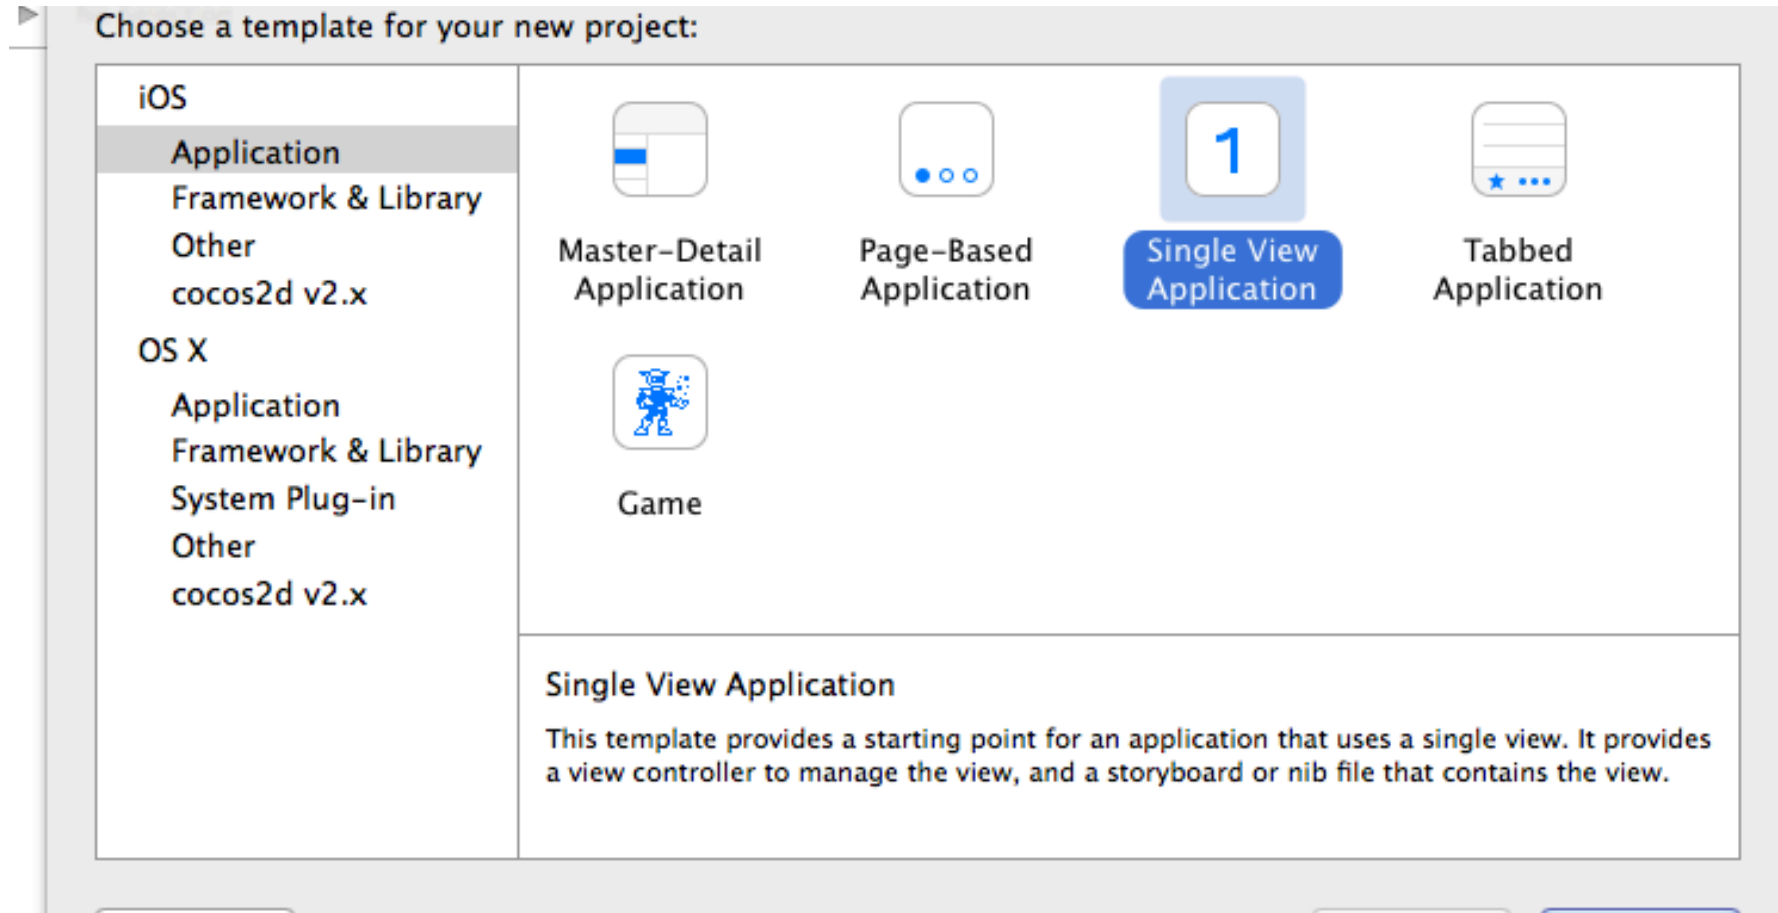 Choose a template for your new project:
iOS
Application
Framework & Library
Other
cocos2d v2.x
OS X
Application
Framework & Library
System Plug-in
Other
cocos2d v2.x
Master-Detail
Application
Page-Based
Application
1
Single View
Application
Tabbed
Application
Game
Single View Application
This template provides a starting point for an application that uses a single view. It provides
a view controller to manage the view, and a storyboard or nib file that contains the view.